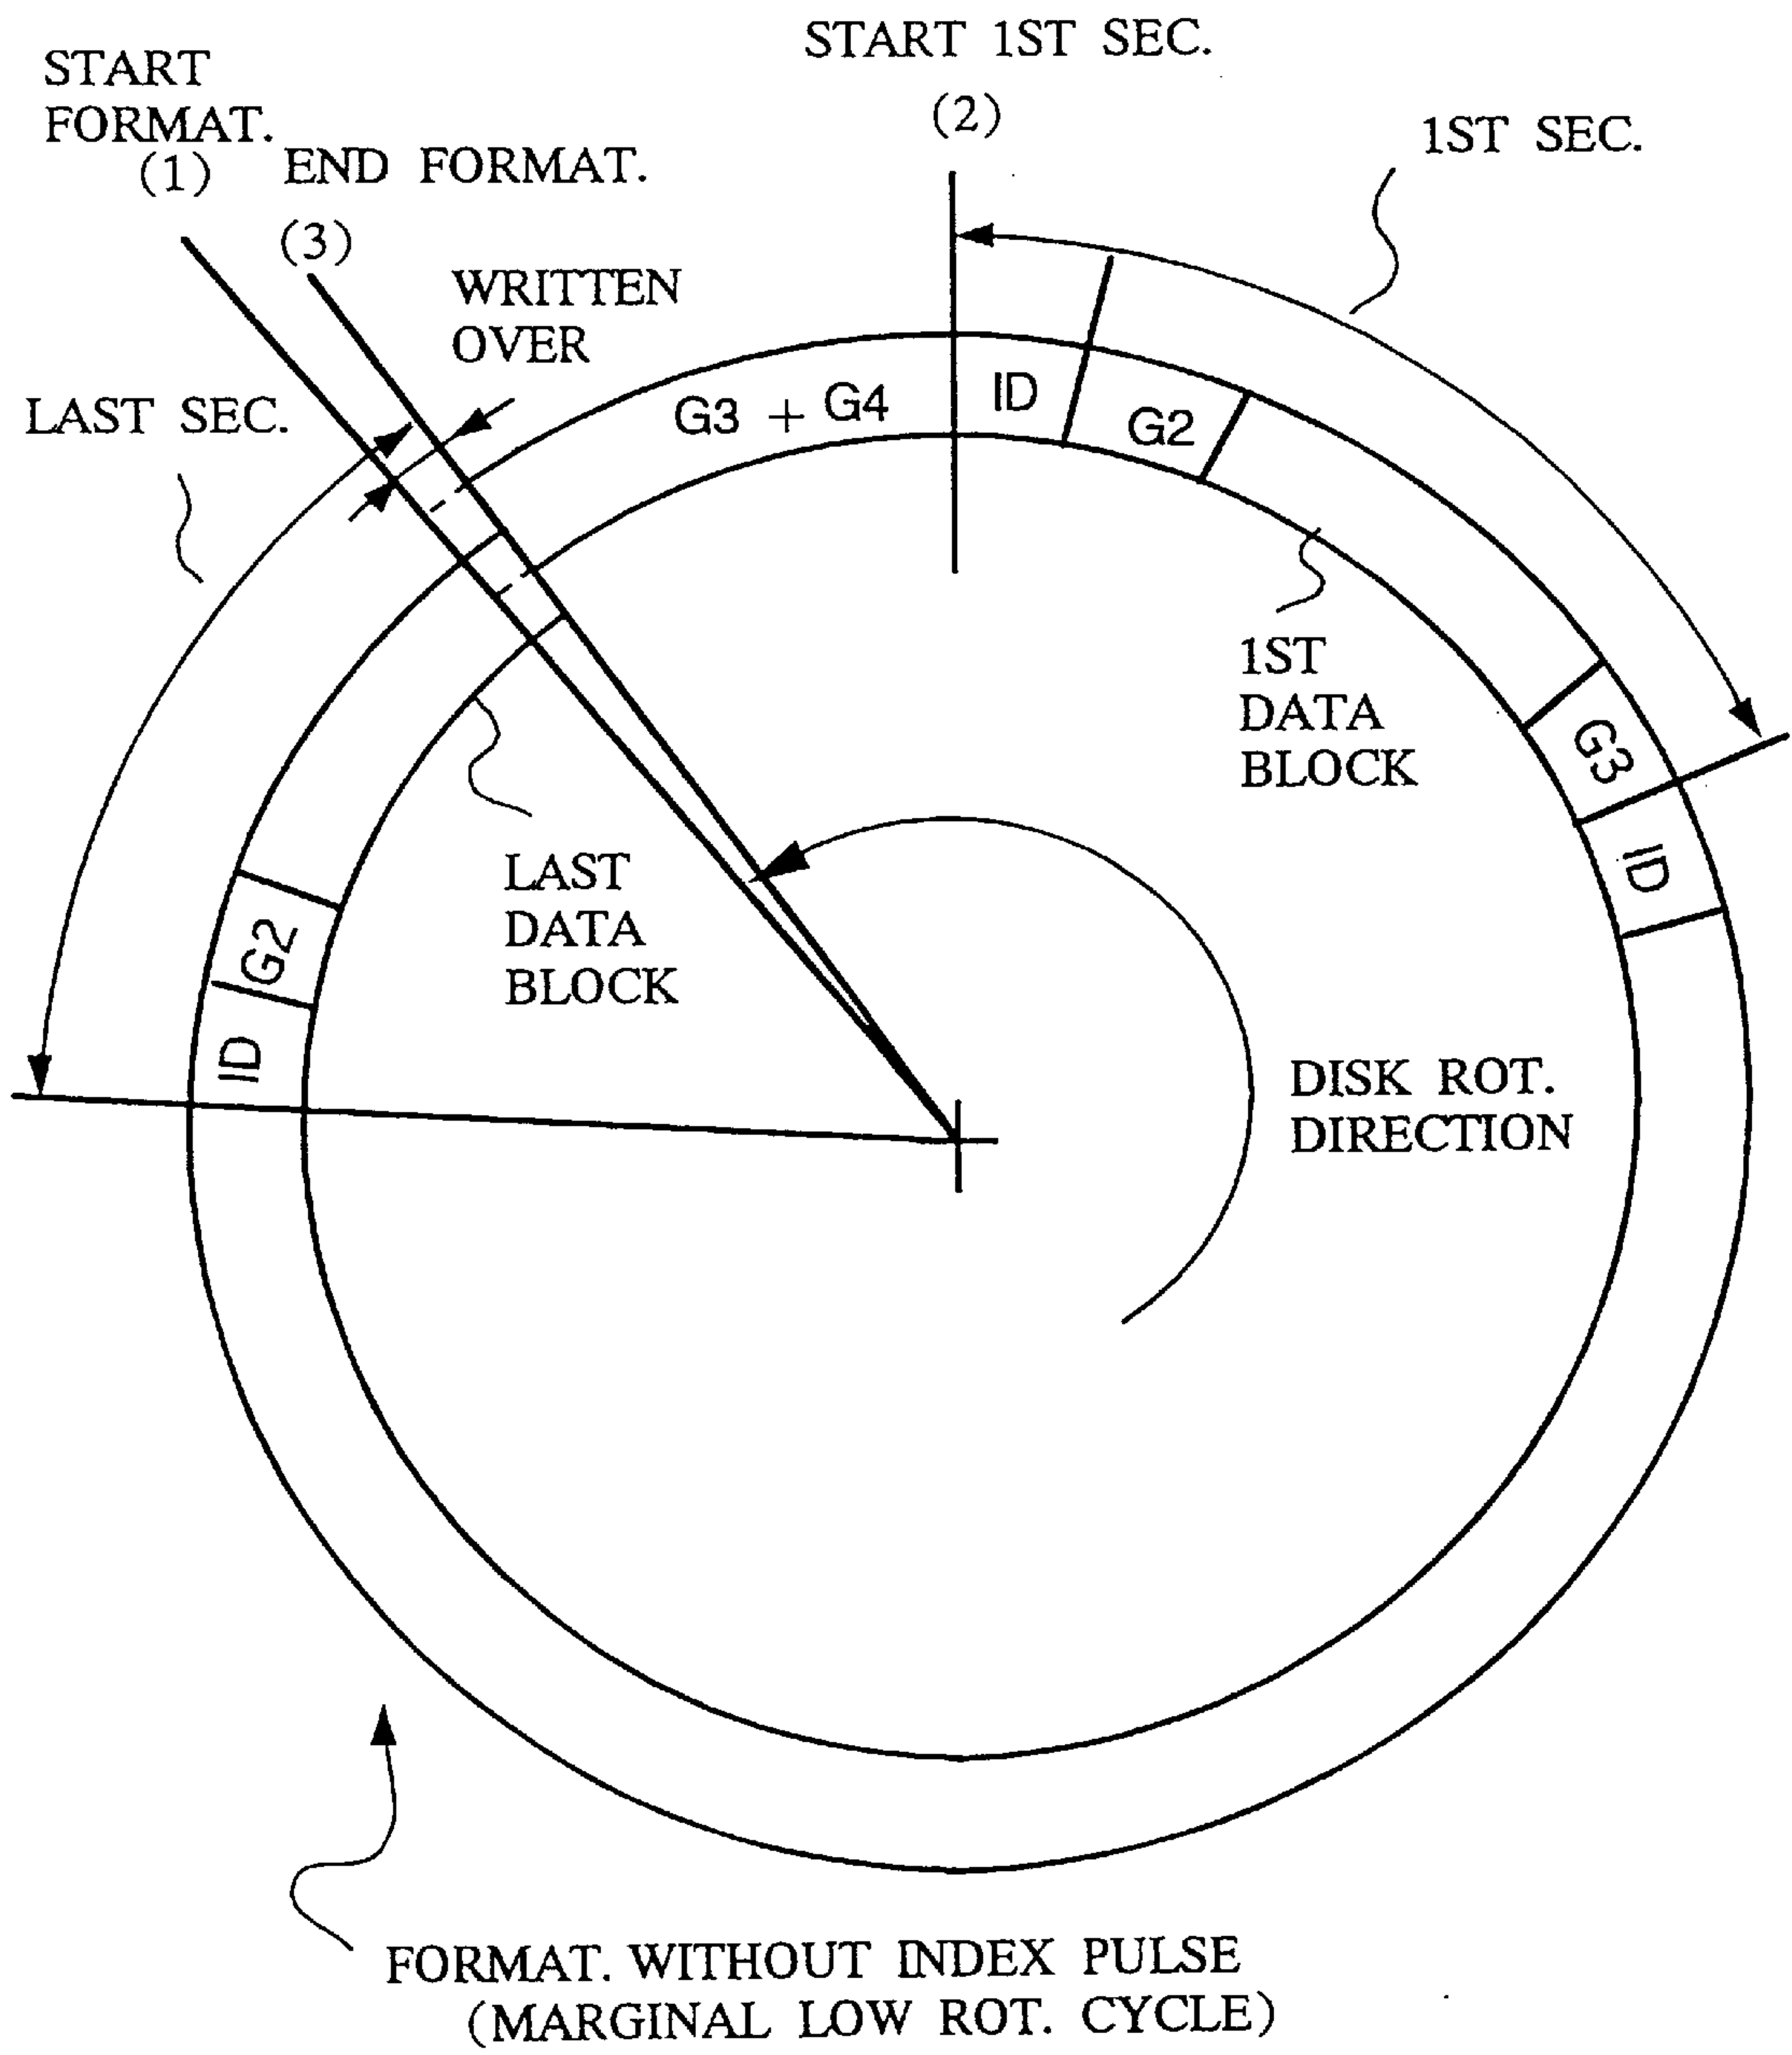 START 1ST SEC.
(2)
START
FORMAT.
(1)
END FORMAT.
(3)
1ST SEC.
WRITTEN
OVER
LAST SEC.
G3 + G4
ID
G2
1ST
DATA
BLOCK
G3
ID
LAST
DATA
BLOCK
G2
ID
DISK ROT.
DIRECTION
FORMAT. WITHOUT INDEX PULSE
(MARGINAL LOW ROT. CYCLE)